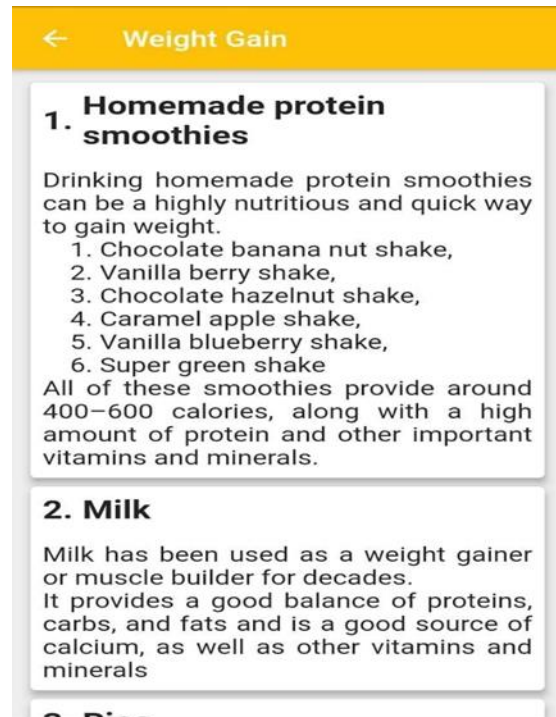 Weight Gain
1. Homemade protein
smoothies
Drinking homemade protein smoothies
can be a highly nutritious and quick way
to gain weight.
1. Chocolate banana nut shake,
2. Vanilla berry shake,
3. Chocolate hazelnut shake,
4. Caramel apple shake,
5. Vanilla blueberry shake,
6. Super green shake
All of these smoothies provide around
400–600 calories, along with a high
amount of protein and other important
vitamins and minerals.
2. Milk
Milk has been used as a weight gainer
or muscle builder for decades.
It provides a good balance of proteins,
carbs, and fats and is a good source of
calcium, as well as other vitamins and
minerals